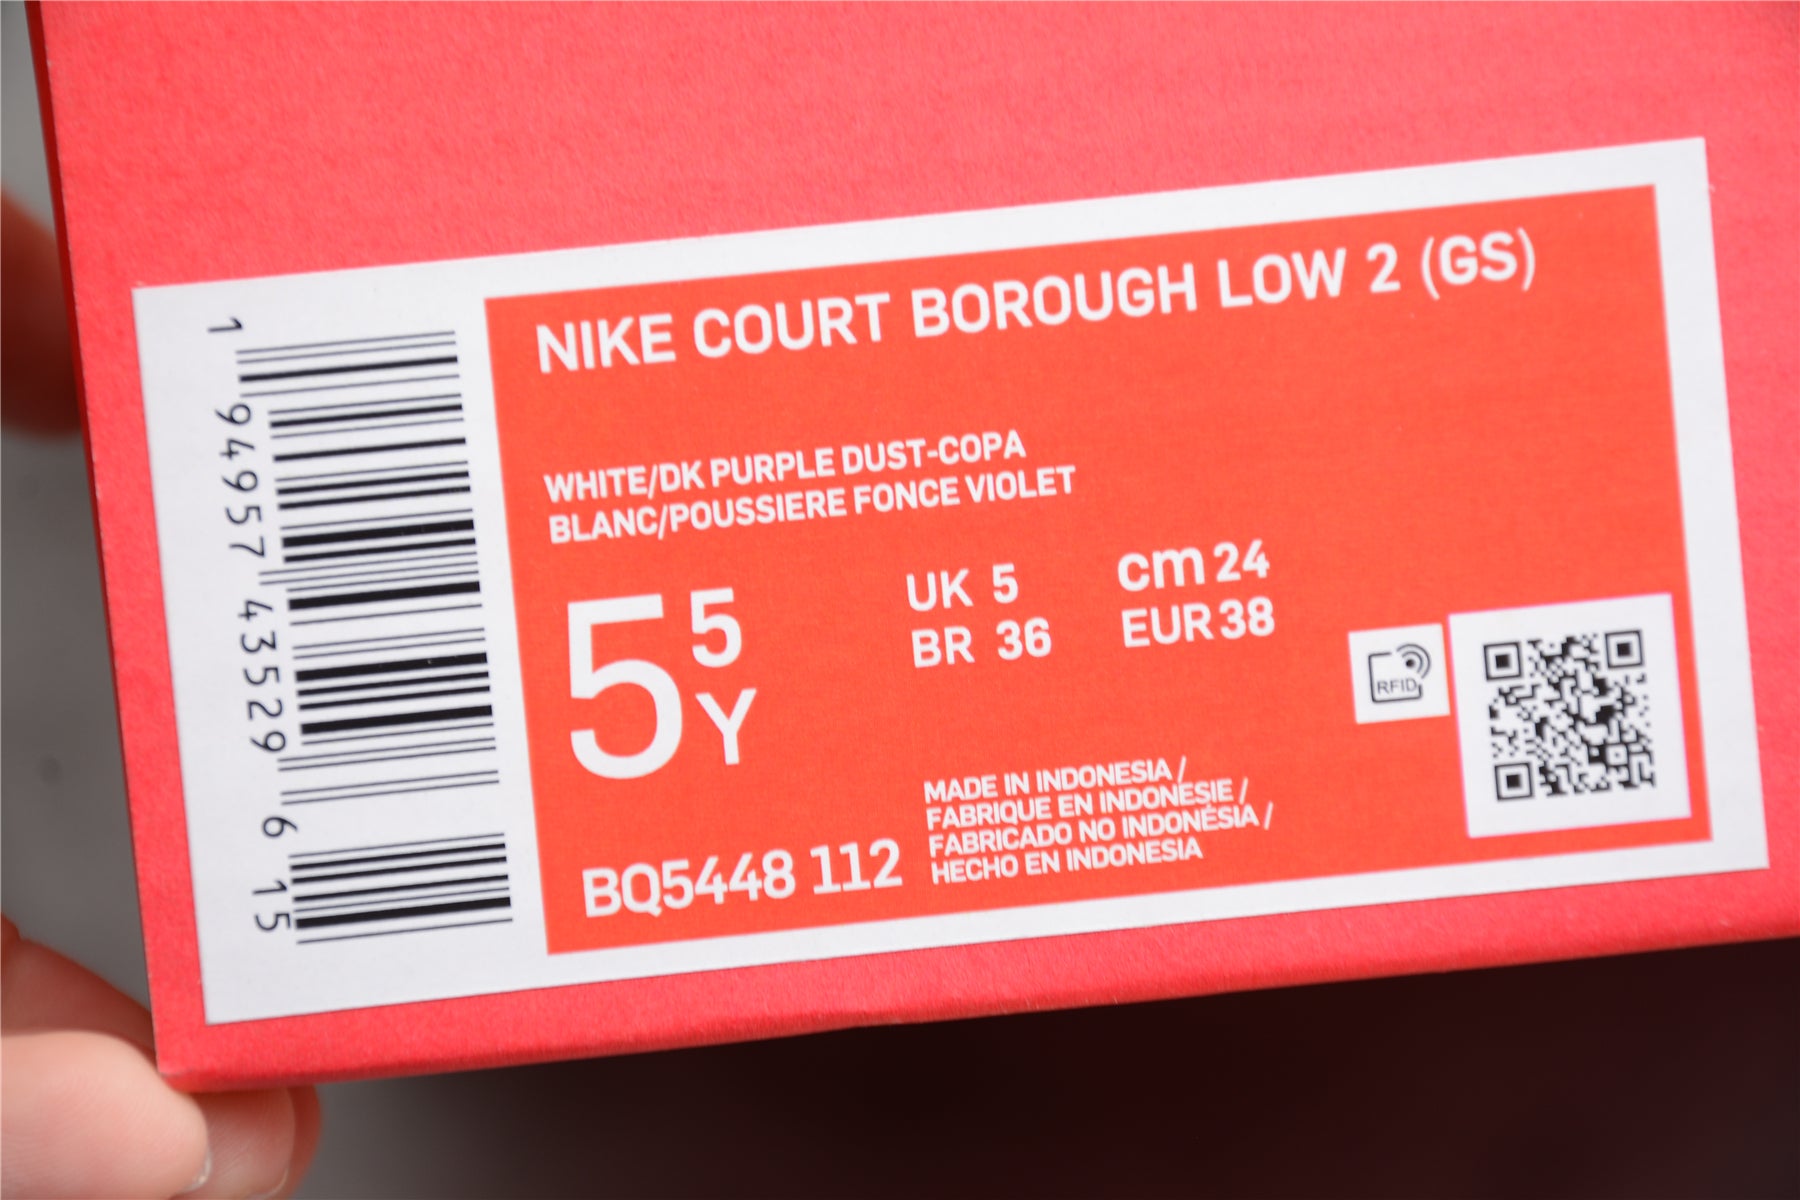 1 94957 43529 6 15
NIKE COURT BOROUGH LOW 2 (GS)
WHITE/DK PURPLE DUST-COPA
BLANC/POUSSIERE FONCE VIOLET
5 5 Y
UK 5
BR 36
cm 24
EUR 38
RFID
BQ5448 112
MADE IN INDONESIA /
FABRIQUE EN INDONESIE /
FABRICADO NO INDONÉSIA /
HECHO EN INDONESIA